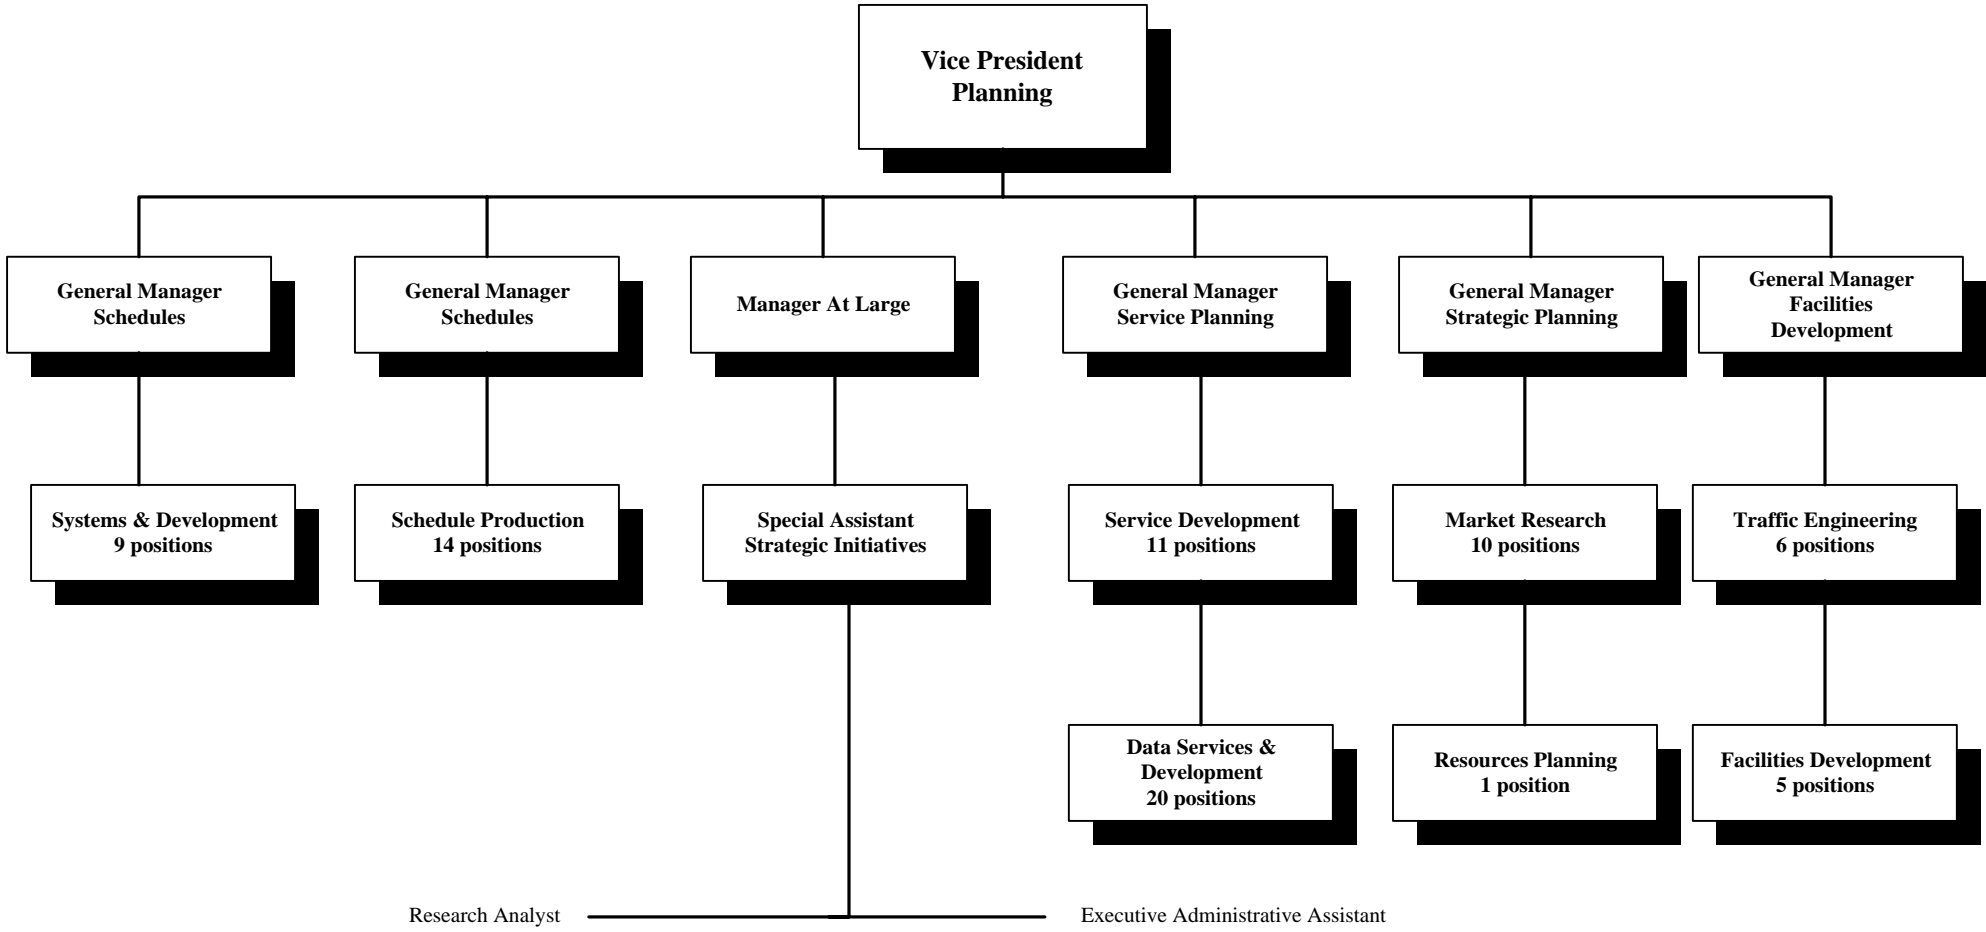 Vice President
Planning
General Manager
Schedules
General Manager
Schedules
Manager At Large
General Manager
Service Planning
General Manager
Strategic Planning
General Manager
Facilities
Development
Systems & Development
9 positions
Schedule Production
14 positions
Special Assistant
Strategic Initiatives
Service Development
11 positions
Market Research
10 positions
Traffic Engineering
6 positions
Data Services &
Development
20 positions
Resources Planning
1 position
Facilities Development
5 positions
Research Analyst
Executive Administrative Assistant